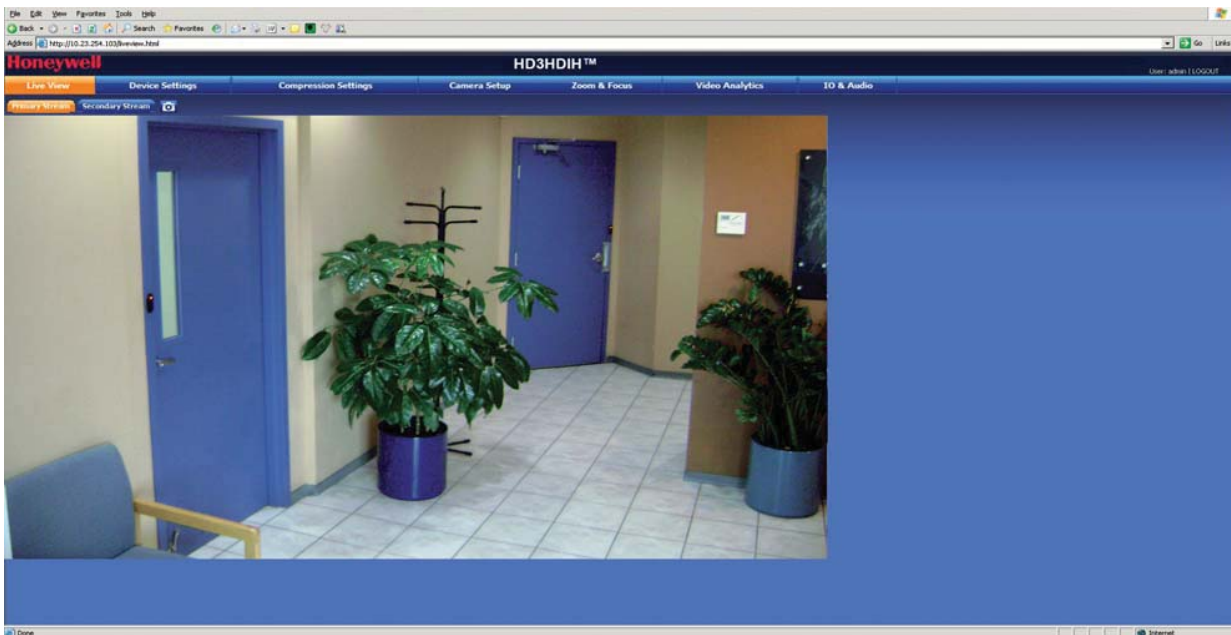 File Edit View Favorites Tools Help
Back Search Favorites
Address http://10.23.254.103/liveview.html Go Links
Honeywell HD3HDIH™
User: admin | LOGOUT
Live View Device Settings Compression Settings Camera Setup Zoom & Focus Video Analytics IO & Audio
Primary Stream Secondary Stream
Done Internet